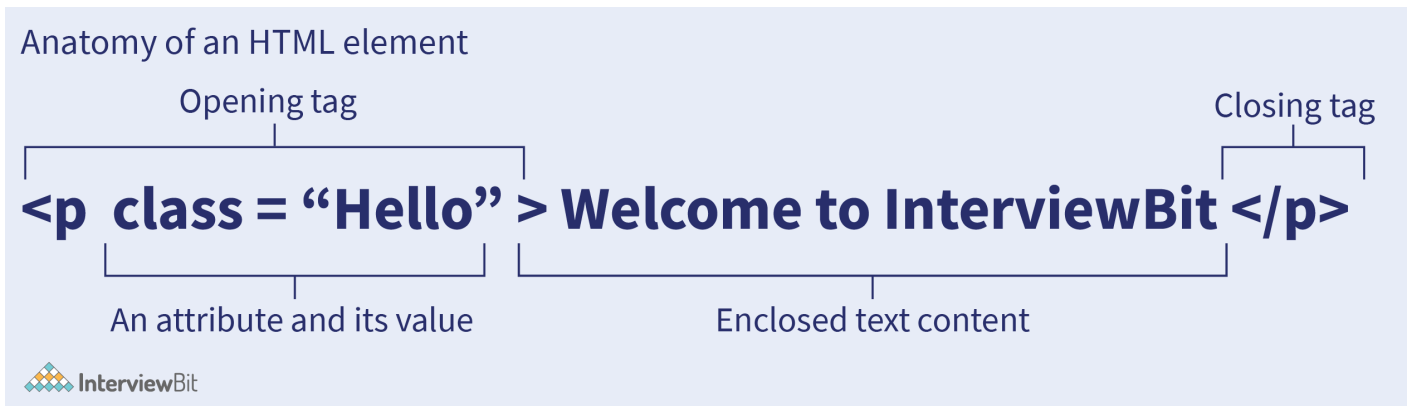 Anatomy of an HTML element
Opening tag
Closing tag
<p class = “Hello” > Welcome to InterviewBit </p>
An attribute and its value
Enclosed text content
InterviewBit